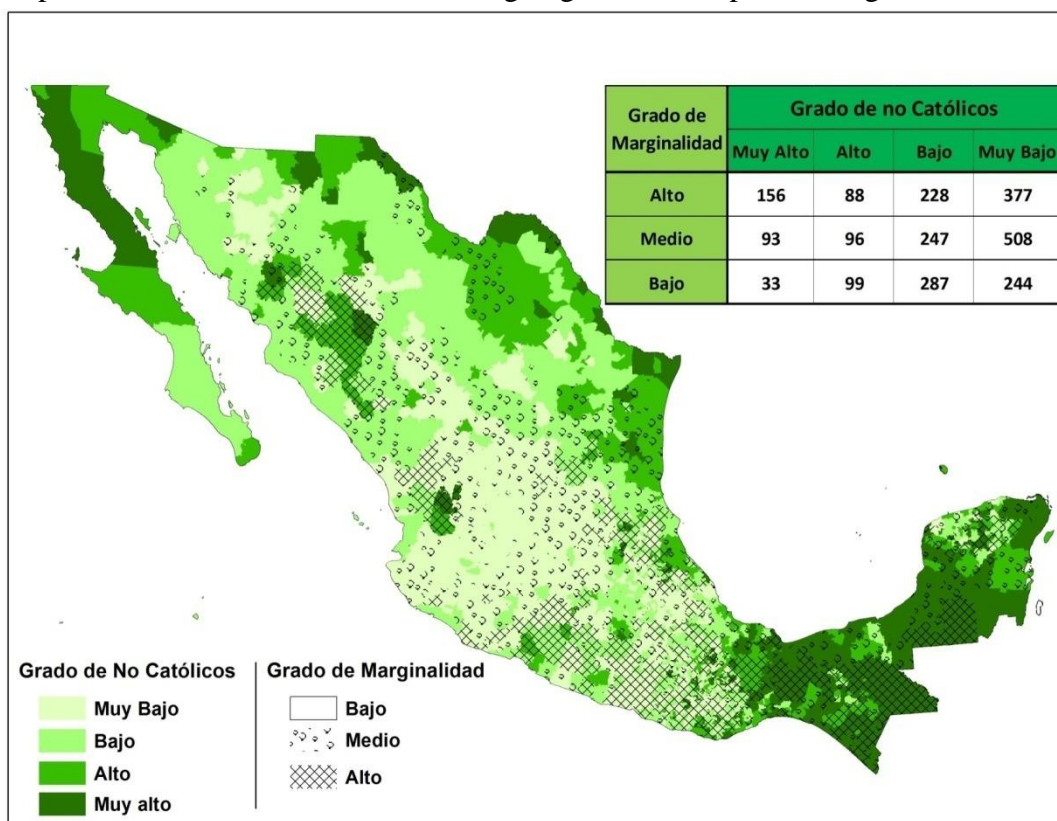 Grado de Marginalidad | Grado de no Católicos
Muy Alto | Alto | Bajo | Muy Bajo
Alto | 156 | 88 | 228 | 377
Medio | 93 | 96 | 247 | 508
Bajo | 33 | 99 | 287 | 244
Grado de No Católicos
Muy Bajo
Bajo
Alto
Muy alto
Grado de Marginalidad
Bajo
Medio
Alto